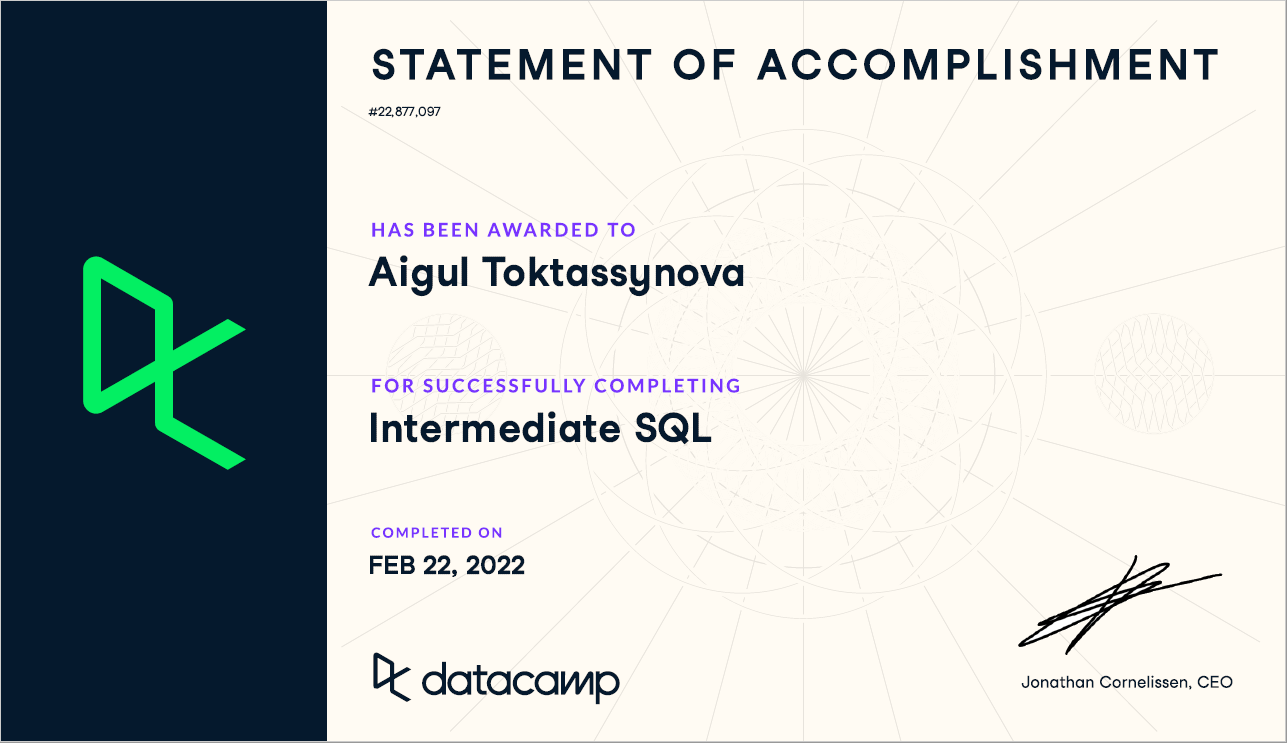 STATEMENT OF ACCOMPLISHMENT
#22,877,097
HAS BEEN AWARDED TO
Aigul Toktassynova
FOR SUCCESSFULLY COMPLETING
Intermediate SQL
COMPLETED ON
FEB 22, 2022
datacamp
Jonathan Cornelissen, CEO